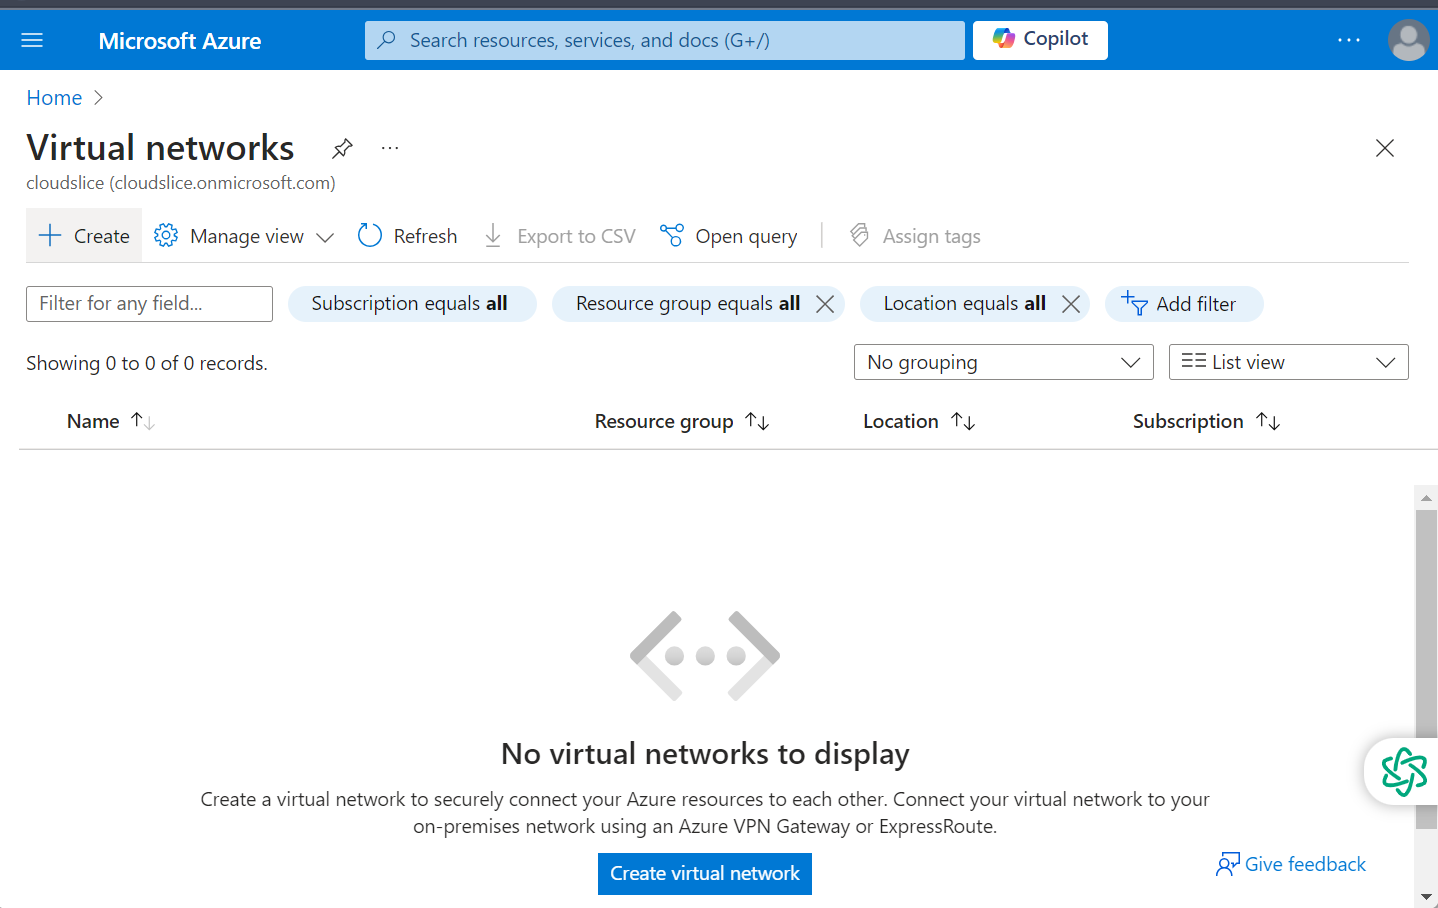 Microsoft Azure
Search resources, services, and docs (G+/)
Copilot
Home
Virtual networks
cloudslice (cloudslice.onmicrosoft.com)
Create
Manage view
Refresh
Export to CSV
Open query
Assign tags
Filter for any field...
Subscription equals all
Resource group equals all
Location equals all
Add filter
Showing 0 to 0 of 0 records.
No grouping
List view
Name
Resource group
Location
Subscription
No virtual networks to display
Create a virtual network to securely connect your Azure resources to each other. Connect your virtual network to your
on-premises network using an Azure VPN Gateway or ExpressRoute.
Create virtual network
Give feedback